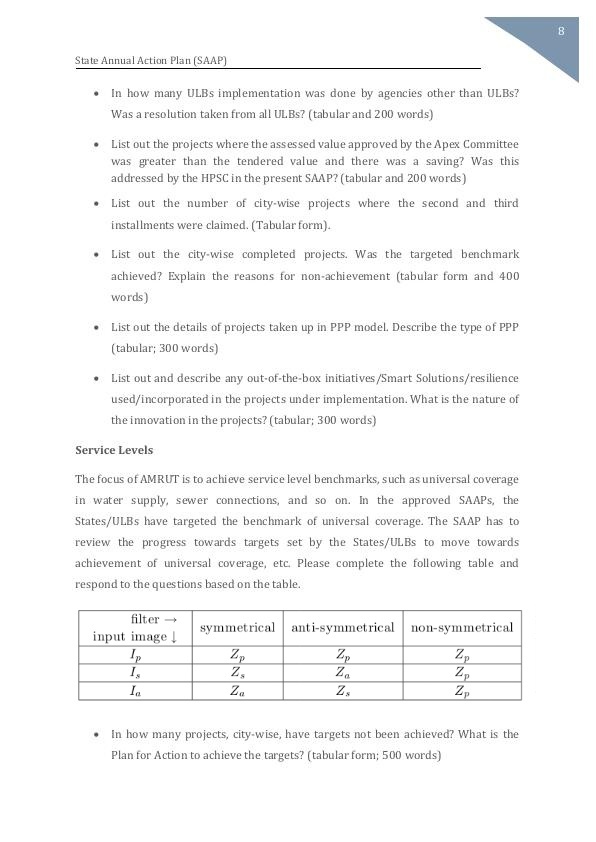 8
State Annual Action Plan (SAAP)
• In how many ULBs implementation was done by agencies other than ULBs?
Was a resolution taken from all ULBs? (tabular and 200 words)
• List out the projects where the assessed value approved by the Apex Committee
was greater than the tendered value and there was a saving? Was this
addressed by the HPSC in the present SAAP? (tabular and 200 words)
• List out the number of city-wise projects where the second and third
installments were claimed. (Tabular form).
• List out the city-wise completed projects. Was the targeted benchmark
achieved? Explain the reasons for non-achievement (tabular form and 400
words)
• List out the details of projects taken up in PPP model. Describe the type of PPP
(tabular; 300 words)
• List out and describe any out-of-the-box initiatives/Smart Solutions/resilience
used/incorporated in the projects under implementation. What is the nature of
the innovation in the projects? (tabular; 300 words)
Service Levels
The focus of AMRUT is to achieve service level benchmarks, such as universal coverage
in water supply, sewer connections, and so on. In the approved SAAPs, the
States/ULBs have targeted the benchmark of universal coverage. The SAAP has to
review the progress towards targets set by the States/ULBs to move towards
achievement of universal coverage, etc. Please complete the following table and
respond to the questions based on the table.
filter →
input image ↓ symmetrical anti-symmetrical non-symmetrical
I_p Z_p Z_p Z_p
I_s Z_s Z_a Z_p
I_a Z_a Z_s Z_p
• In how many projects, city-wise, have targets not been achieved? What is the
Plan for Action to achieve the targets? (tabular form; 500 words)